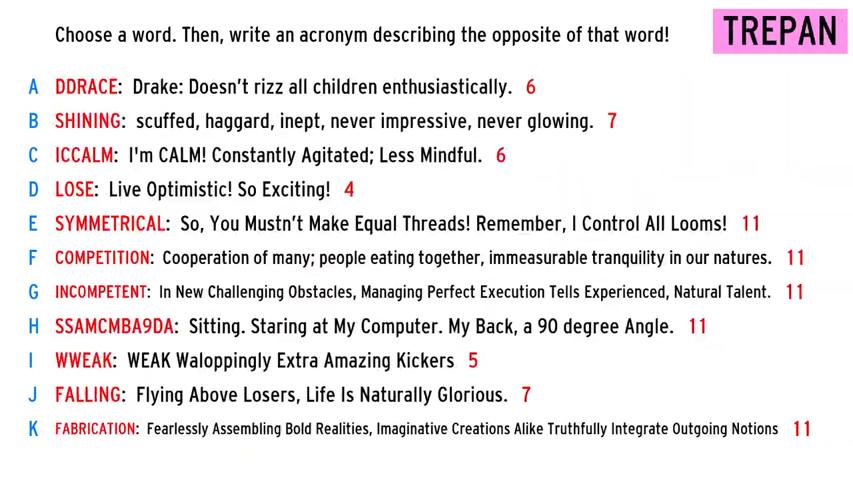 Choose a word. Then, write an acronym describing the opposite of that word! TREPAN
A DDRACE: Drake: Doesn't rizz all children enthusiastically. 6
B SHINING: scuffed, haggard, inept, never impressive, never glowing. 7
C ICCALM: I'm CALM! Constantly Agitated; Less Mindful. 6
D LOSE: Live Optimistic! So Exciting! 4
E SYMMETRICAL: So, You Mustn't Make Equal Threads! Remember, I Control All Looms! 11
F COMPETITION: Cooperation of many; people eating together, immeasurable tranquility in our natures. 11
G INCOMPETENT: In New Challenging Obstacles, Managing Perfect Execution Tells Experienced, Natural Talent. 11
H SSAMCMBA9DA: Sitting. Staring at My Computer. My Back, a 90 degree Angle. 11
I WWEAK: WEAK Waloppingly Extra Amazing Kickers 5
J FALLING: Flying Above Losers, Life Is Naturally Glorious. 7
K FABRICATION: Fearlessly Assembling Bold Realities, Imaginative Creations Alike Truthfully Integrate Outgoing Notions 11